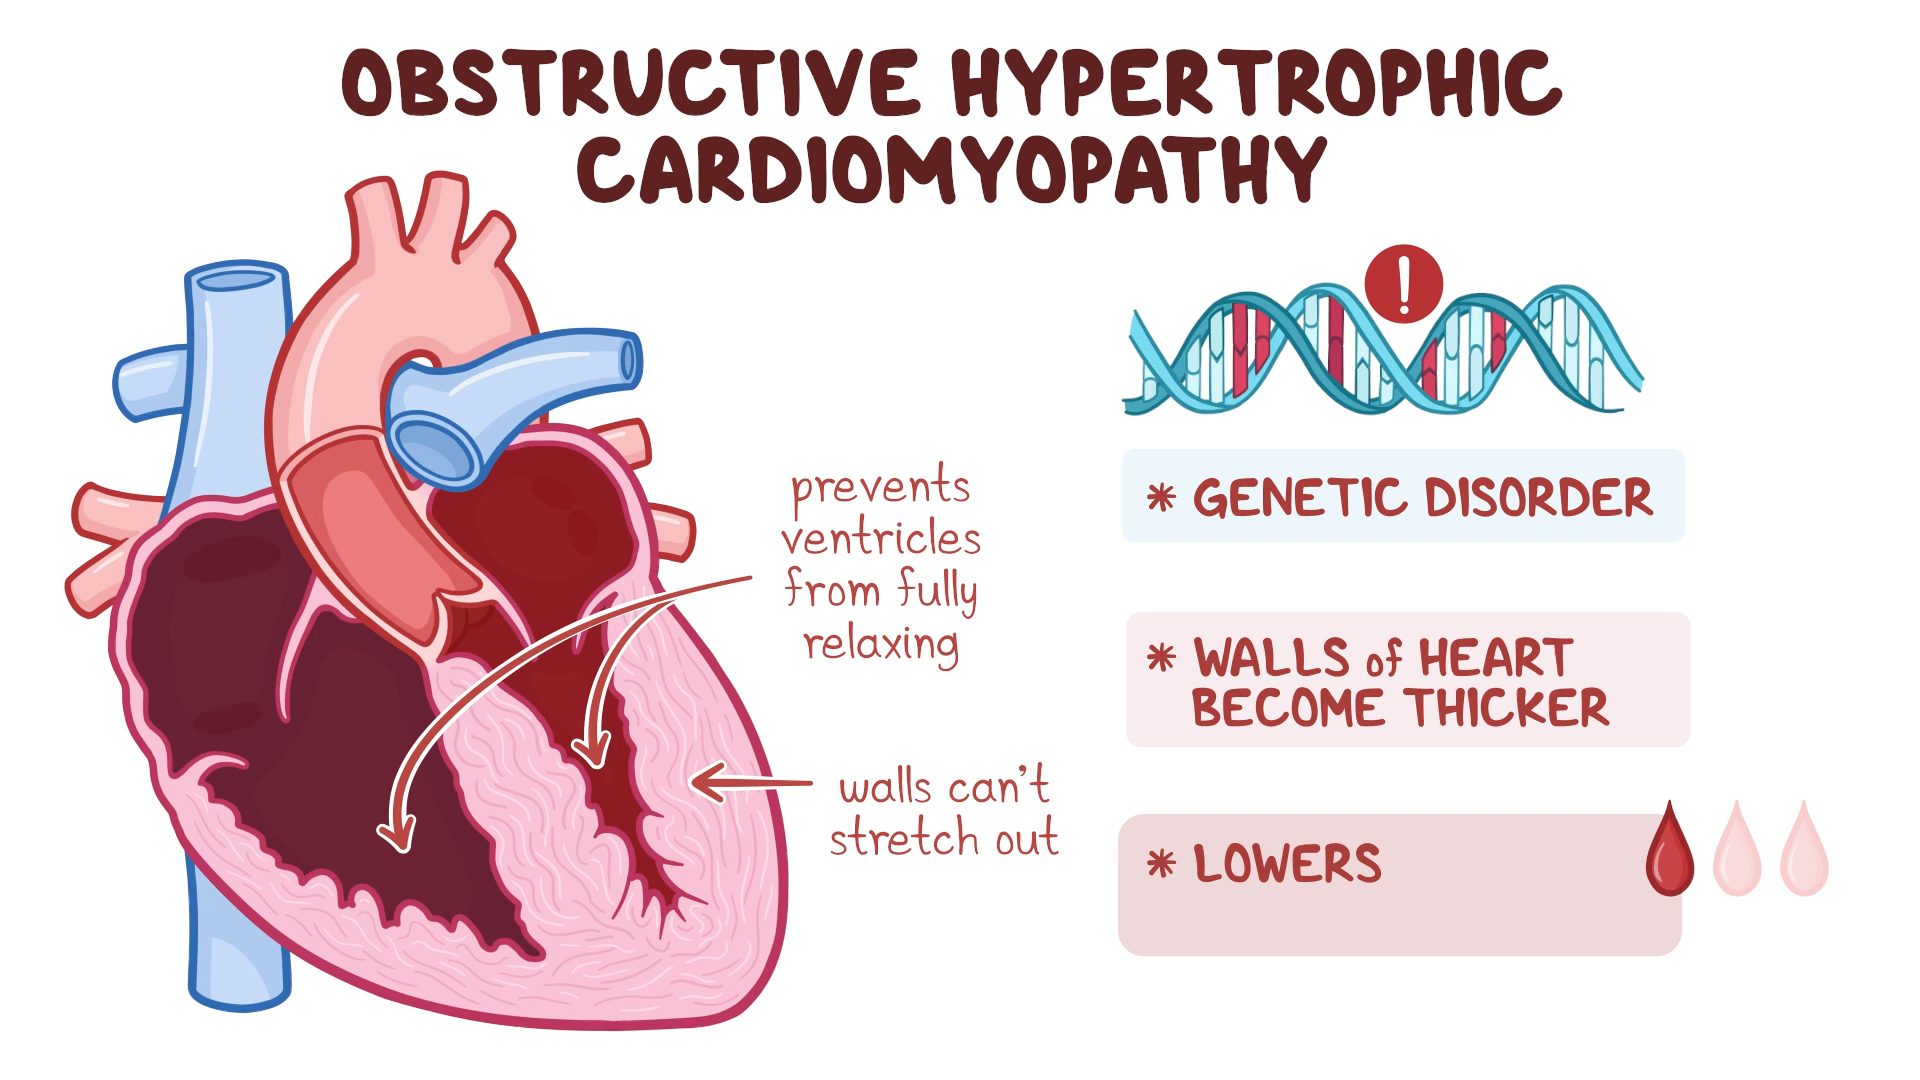 OBSTRUCTIVE HYPERTROPHIC
CARDIOMYOPATHY
prevents
ventricles
from fully
relaxing
walls can't
stretch out
!
* GENETIC DISORDER
* WALLS of HEART
BECOME THICKER
* LOWERS